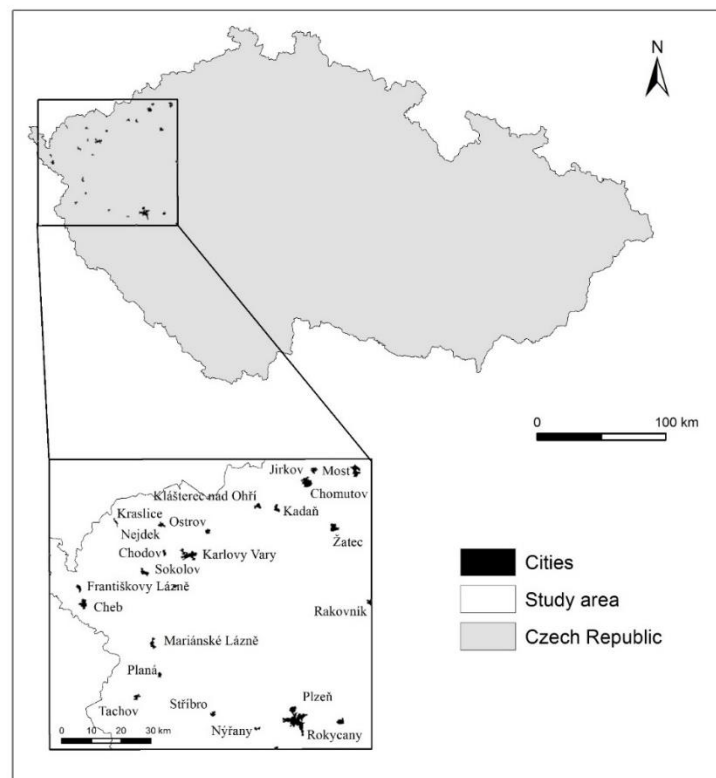 N
0 100 km
Jirkov Most
Chomutov
Klášterec nad Ohří
Kadaň
Kraslice
Ostrov
Nejdek
Žatec
Chodov
Karlovy Vary
Sokolov
Františkovy Lázně
Cheb
Rakovník
Mariánské Lázně
Planá
Tachov
Stříbro
Plzeň
Nýřany
Rokycany
0 10 20 30 km
Cities
Study area
Czech Republic